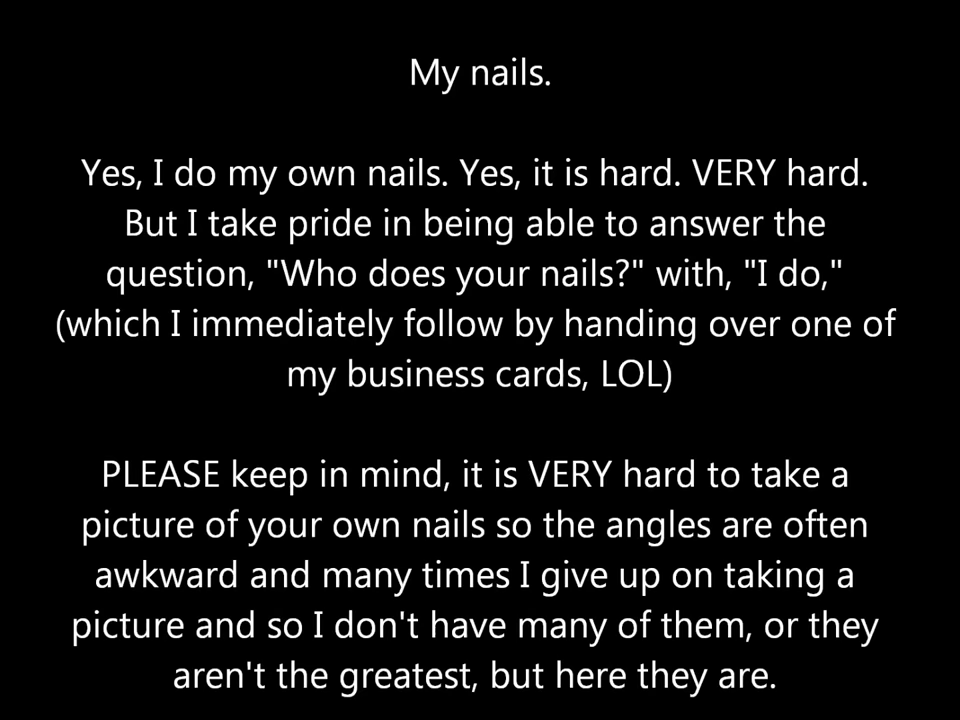 My nails.
Yes, I do my own nails. Yes, it is hard. VERY hard.
But I take pride in being able to answer the
question, "Who does your nails?" with, "I do,"
(which I immediately follow by handing over one of
my business cards, LOL)
PLEASE keep in mind, it is VERY hard to take a
picture of your own nails so the angles are often
awkward and many times I give up on taking a
picture and so I don't have many of them, or they
aren't the greatest, but here they are.